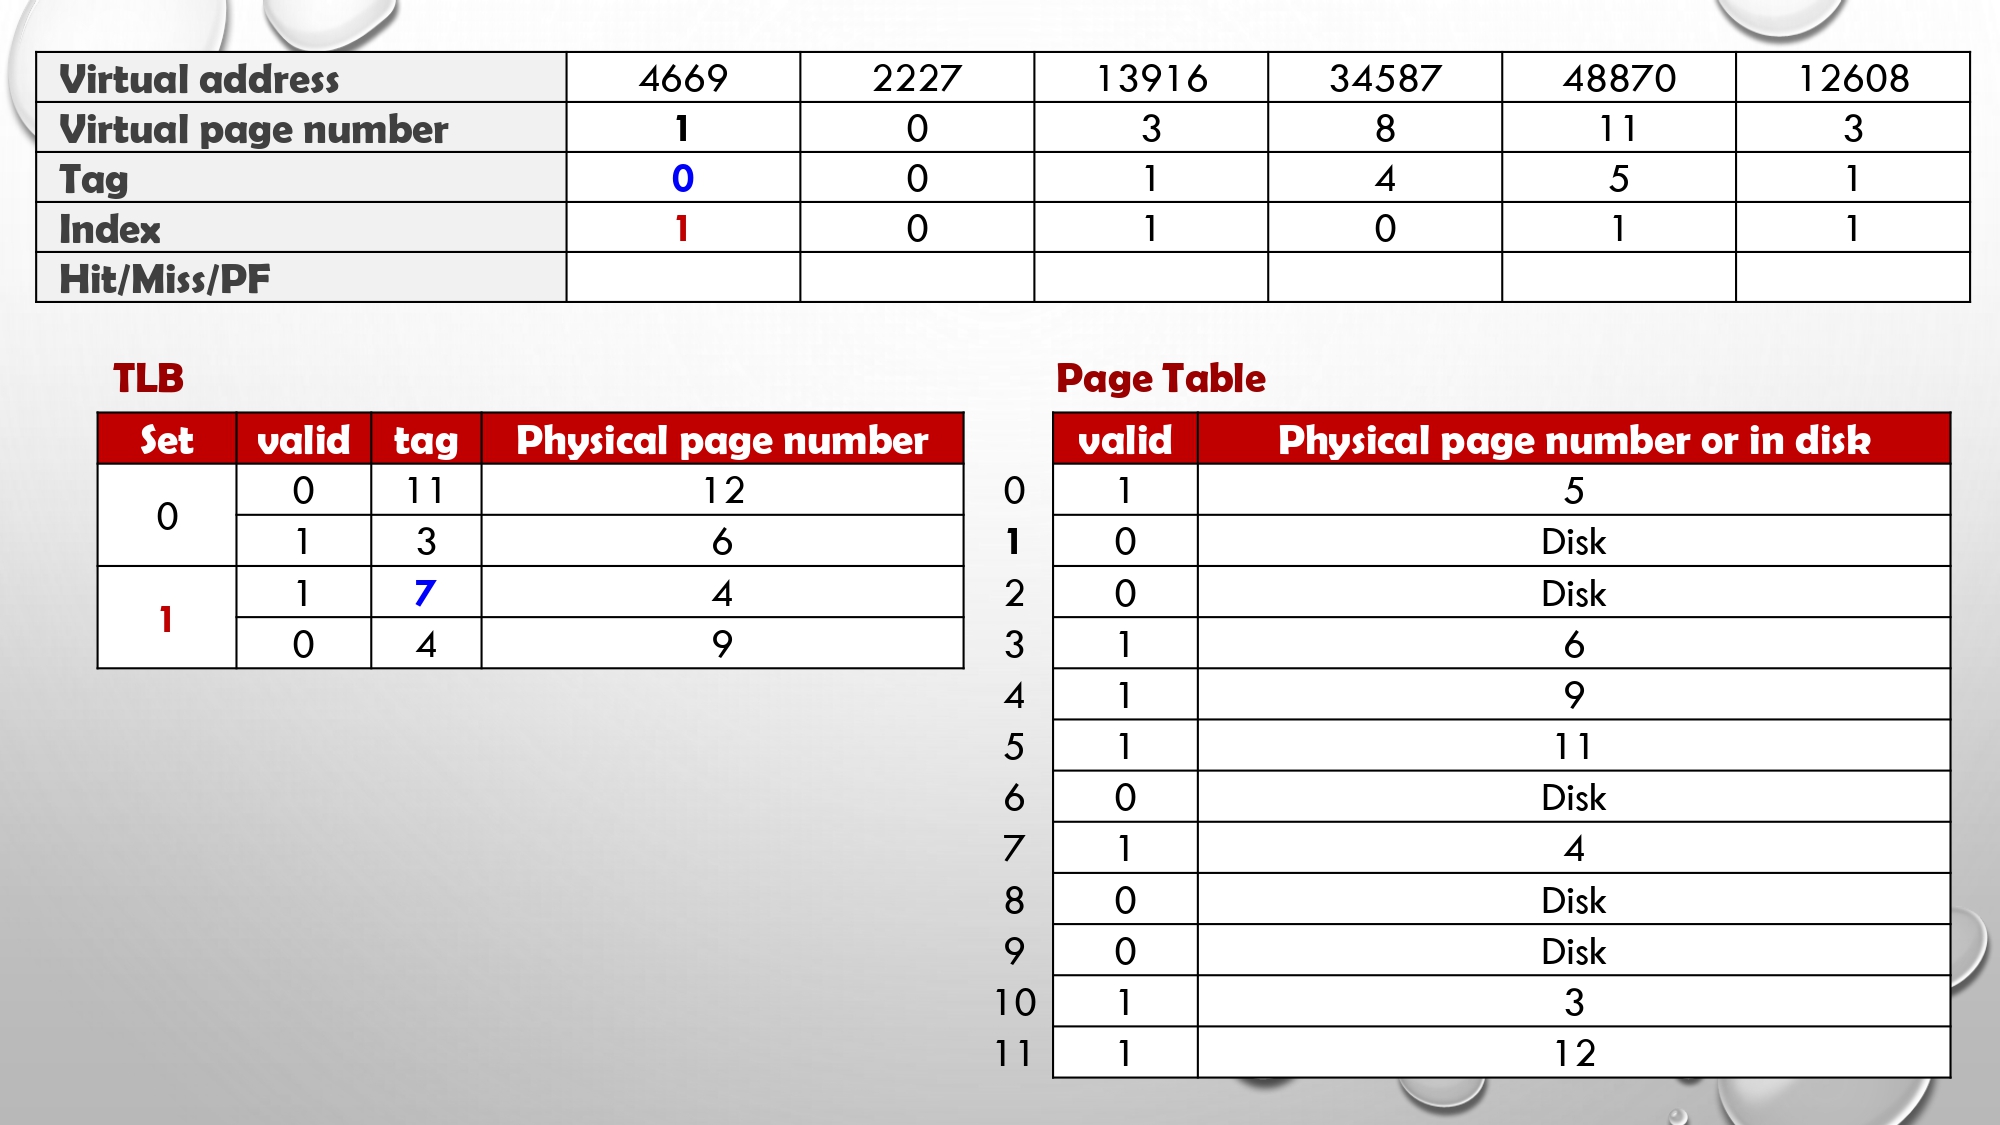 Virtual address 4669 2227 13916 34587 48870 12608
Virtual page number 1 0 3 8 11 3
Tag 0 0 1 4 5 1
Index 1 0 1 0 1 1
Hit/Miss/PF
TLB
Set valid tag Physical page number
0 0 11 12
1 3 6
1 1 7 4
0 4 9
Page Table
valid Physical page number or in disk
0 1 5
1 0 Disk
2 0 Disk
3 1 6
4 1 9
5 1 11
6 0 Disk
7 1 4
8 0 Disk
9 0 Disk
10 1 3
11 1 12